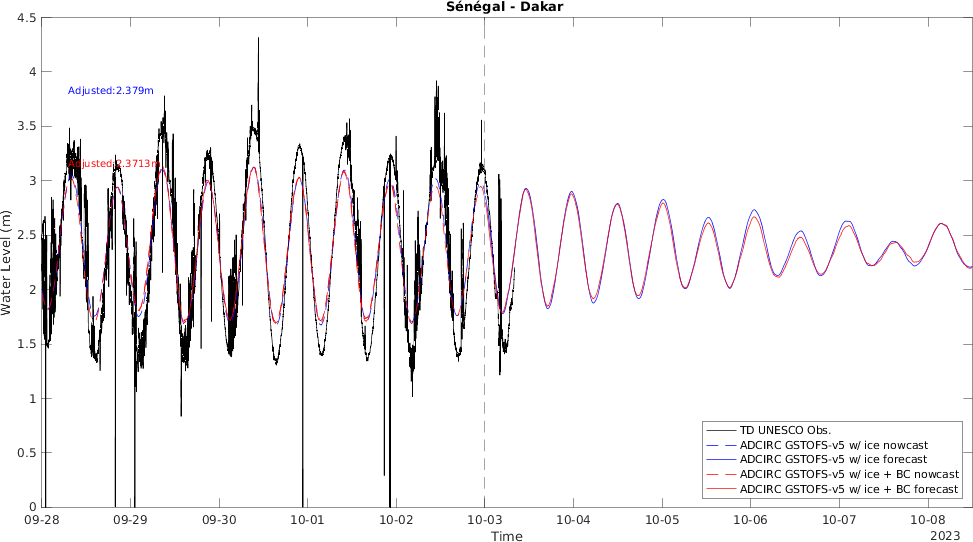 Sénégal - Dakar
4.5
4
3.5
3
2.5
2
1.5
1
0.5
0
Water Level (m)
Adjusted:2.379m
Adjusted:2.3713m
TD UNESCO Obs.
ADCIRC GSTOFS-v5 w/ ice nowcast
ADCIRC GSTOFS-v5 w/ ice forecast
ADCIRC GSTOFS-v5 w/ ice + BC nowcast
ADCIRC GSTOFS-v5 w/ ice + BC forecast
09-28 09-29 09-30 10-01 10-02 10-03 10-04 10-05 10-06 10-07 10-08
2023
Time